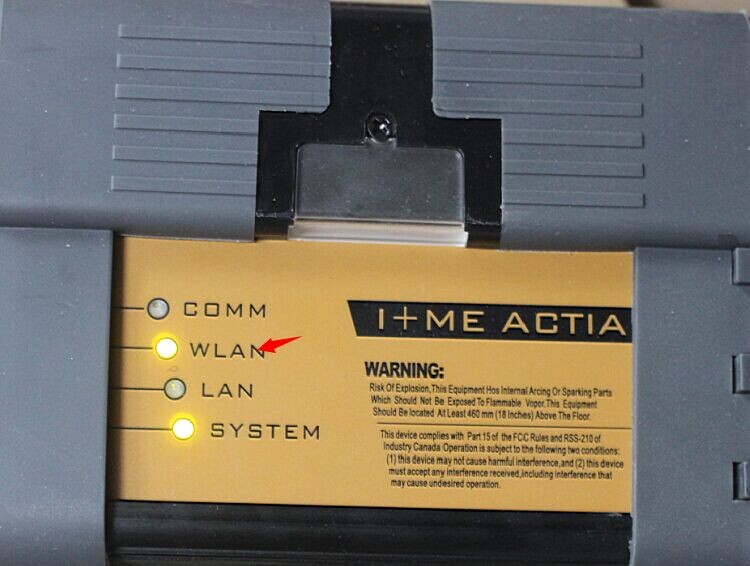 COMM
WLAN
LAN
SYSTEM
I+ME ACTIA
WARNING:
Risk Of Explosion,This Equipment Hos Internal Arcing Or Sparking Parts
Which Should Not Be Exposed To Flammable Vopor.This Equipment
Should Be Located At Least 460 mm (18 Inches) Above The Floor.
This device complies with Part 15 of the FCC Rules and RSS-210 of
Industry Canada Operation is subject to the following two conditions:
(1) this device may not cause harmful interference,and (2) this device
must accept any interference received,including interference that
may cause undesired operation.